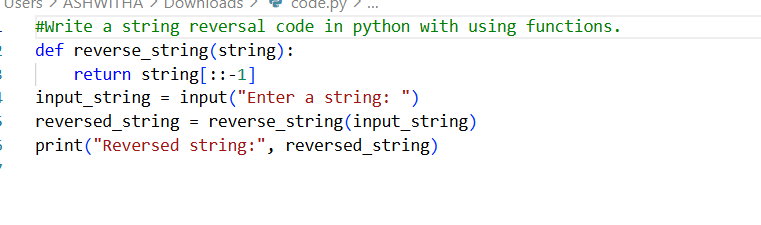 Users > ASHWITHA > Downloads > code.py > ...
#Write a string reversal code in python with using functions.
def reverse_string(string):
    return string[::-1]
input_string = input("Enter a string: ")
reversed_string = reverse_string(input_string)
print("Reversed string:", reversed_string)